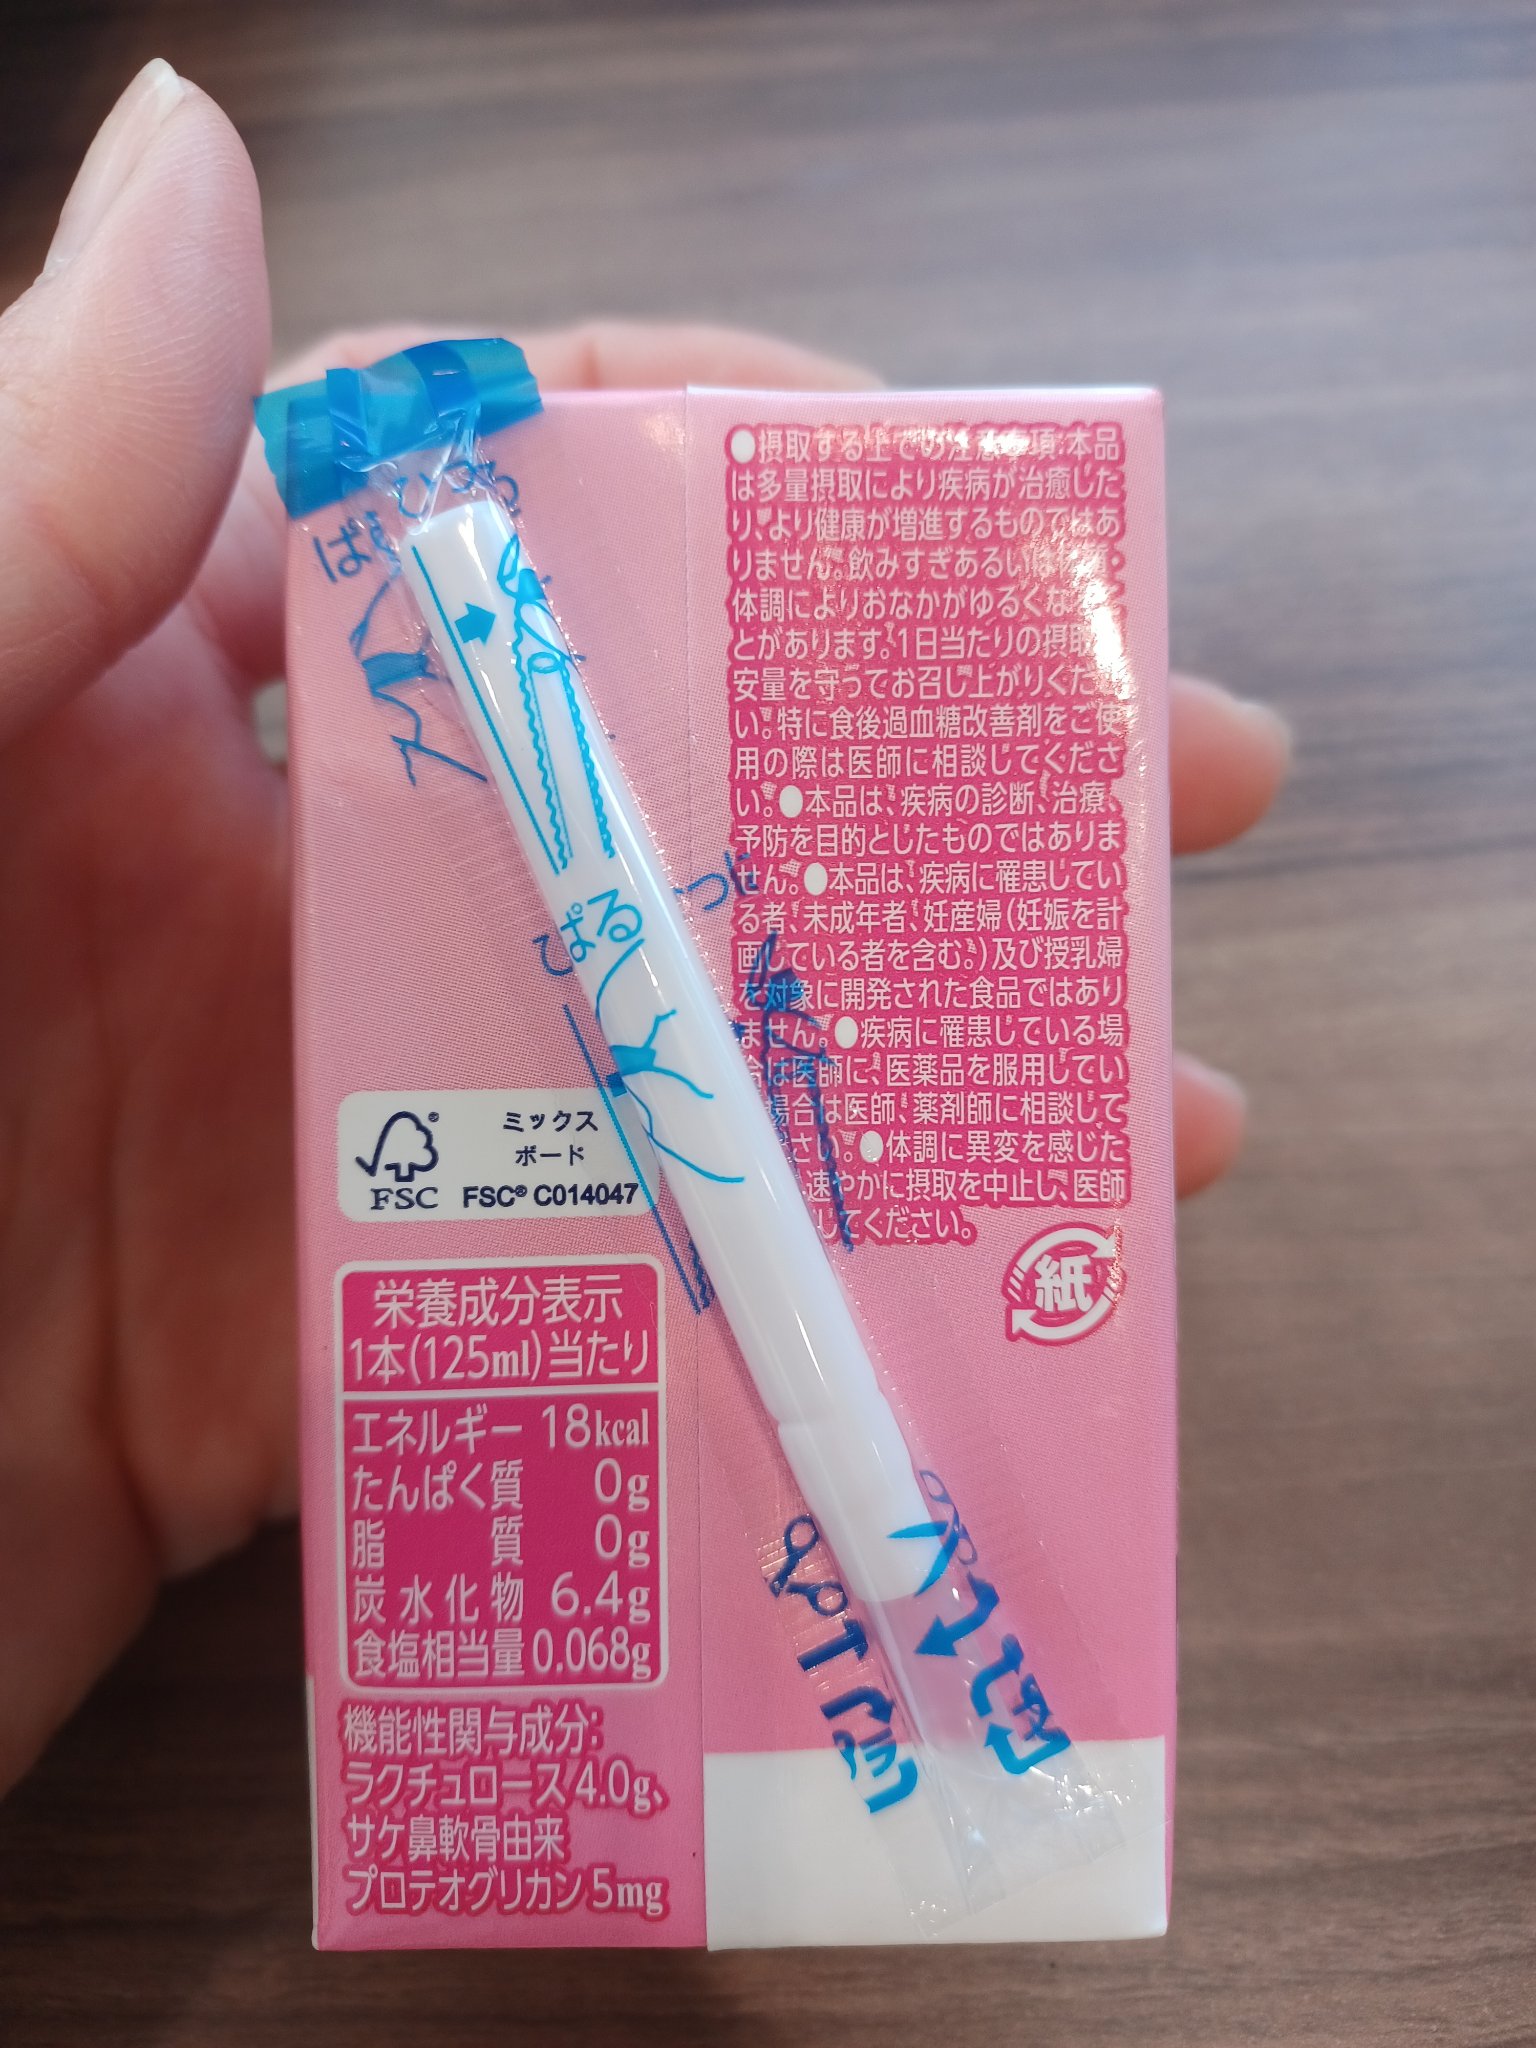 ●摂取する上での注意事項:本品
は多量摂取により疾病が治癒した
り、より健康が増進するものではあ
りません。飲みすぎあるいは体質・
体調によりおなかがゆるくなるこ
とがあります。1日当たりの摂取目
安量を守ってお召し上がりくださ
い。特に食後過血糖改善剤をご使
用の際は医師に相談してくださ
い。●本品は、疾病の診断、治療、
予防を目的としたものではありま
せん。●本品は、疾病に罹患してい
る者、未成年者、妊産婦(妊娠を計
画している者を含む。)及び授乳婦
を対象に開発された食品ではあり
ません。●疾病に罹患している場
合は医師に、医薬品を服用してい
場合は医師、薬剤師に相談して
さい。●体調に異変を感じた
速やかに摂取を中止し、医師
してください。
紙
ぱるっ
FSC
ミックス
ボード
FSC® C014047
栄養成分表示
1本(125ml)当たり
エネルギー 18kcal
たんぱく質 0g
脂質 0g
炭水化物 6.4g
食塩相当量 0.068g
機能性関与成分:
ラクチュロース4.0g、
サケ鼻軟骨由来
プロテオグリカン5mg